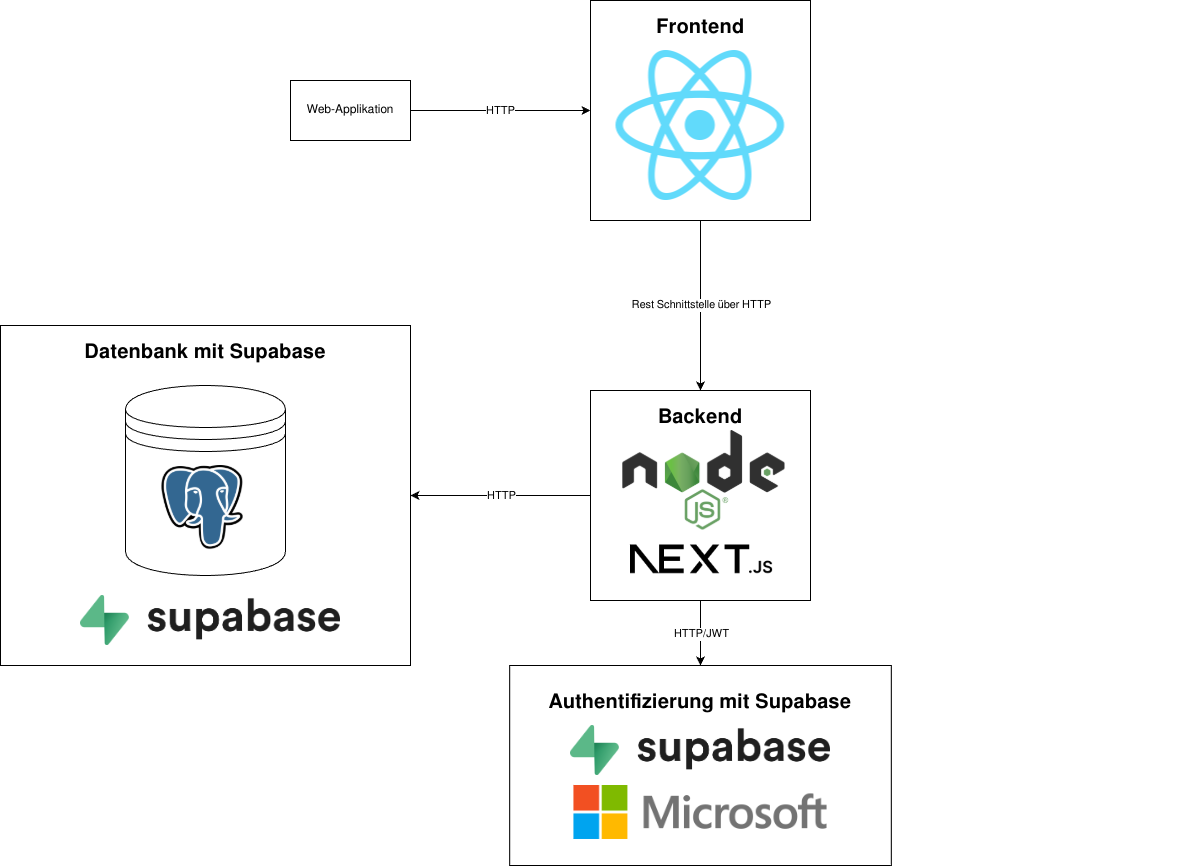 Frontend
Web-Applikation
HTTP
Rest Schnittstelle über HTTP
Datenbank mit Supabase
supabase
HTTP
Backend
node
JS®
NEXT.JS
HTTP/JWT
Authentifizierung mit Supabase
supabase
Microsoft